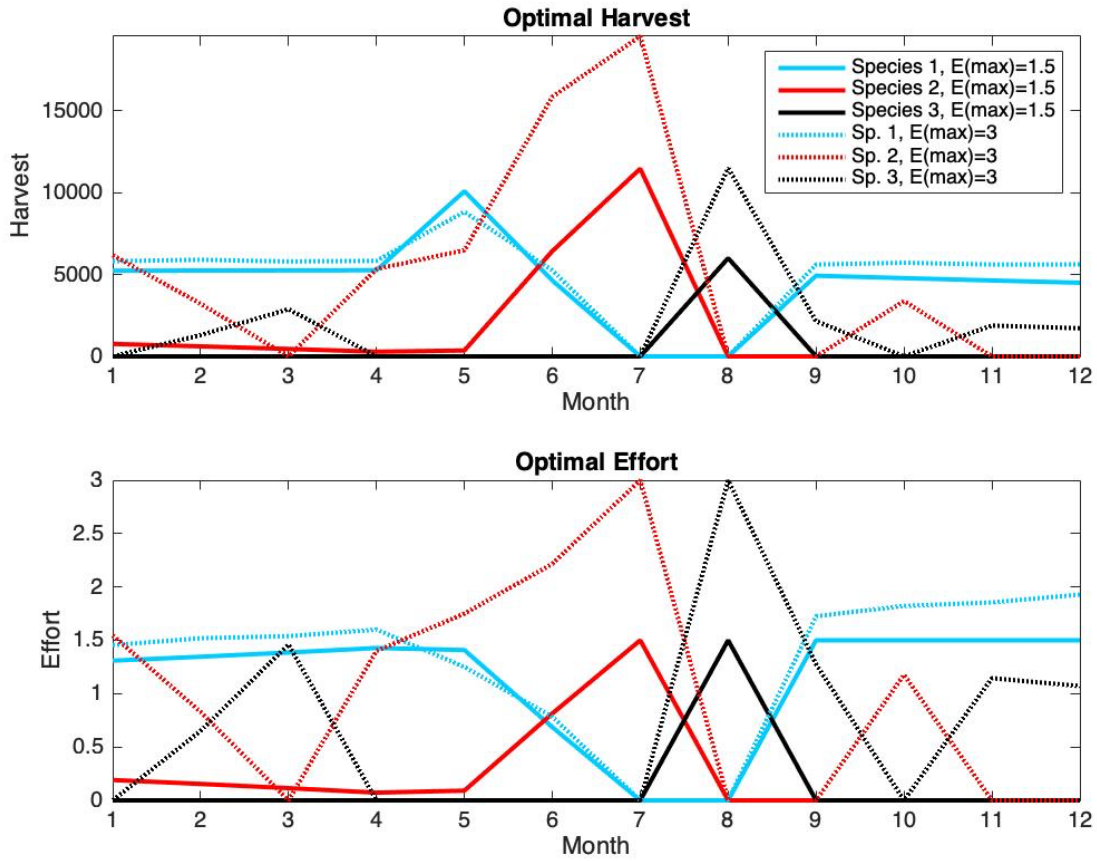 Optimal Harvest
Harvest
15000
10000
5000
0
Species 1, E(max)=1.5
Species 2, E(max)=1.5
Species 3, E(max)=1.5
Sp. 1, E(max)=3
Sp. 2, E(max)=3
Sp. 3, E(max)=3
1 2 3 4 5 6 7 8 9 10 11 12
Month
Optimal Effort
Effort
3
2.5
2
1.5
1
0.5
0
1 2 3 4 5 6 7 8 9 10 11 12
Month